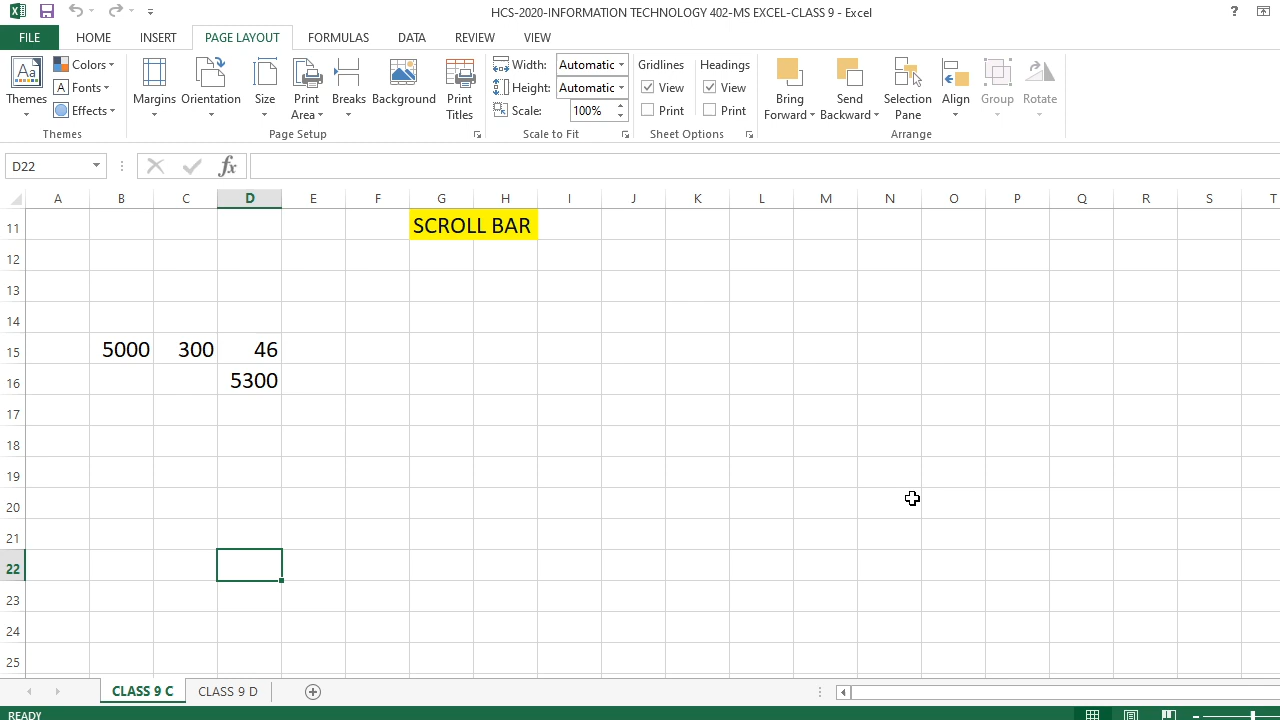 HCS-2020-INFORMATION TECHNOLOGY 402-MS EXCEL-CLASS 9 - Excel
?
FILE HOME INSERT PAGE LAYOUT FORMULAS DATA REVIEW VIEW
Aa
Themes
Colors
A Fonts
Effects
Themes
Margins Orientation Size Print Area Breaks Background Print Titles
Page Setup
Width: Automatic
Height: Automatic
Scale: 100%
Scale to Fit
Gridlines Headings
View View
Print Print
Sheet Options
Bring Forward Send Backward Selection Pane Align Group Rotate
Arrange
D22 fx
A B C D E F G H I J K L M N O P Q R S T
11 SCROLL BAR
12
13
14
15 5000 300 46
16 5300
17
18
19
20
21
22
23
24
25
CLASS 9 C CLASS 9 D
READY